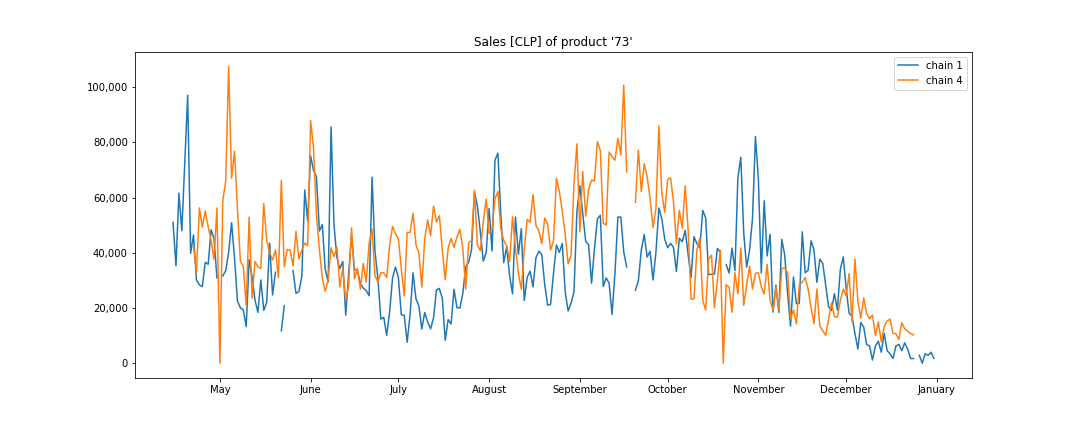 Sales [CLP] of product '73'
chain 1
chain 4
100,000
80,000
60,000
40,000
20,000
0
May June July August September October November December January